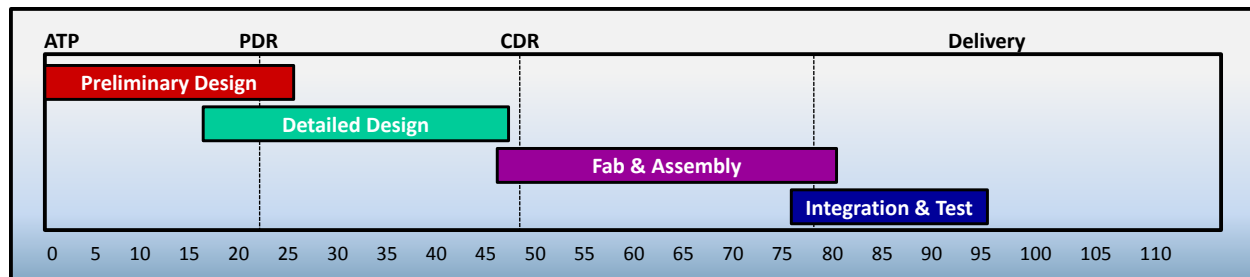 ATP PDR CDR Delivery
Preliminary Design
Detailed Design
Fab & Assembly
Integration & Test
0 5 10 15 20 25 30 35 40 45 50 55 60 65 70 75 80 85 90 95 100 105 110